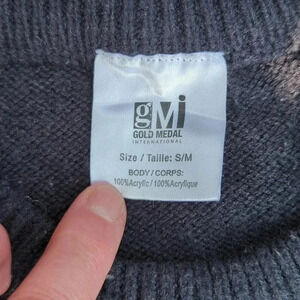 gMi
GOLD MEDAL
INTERNATIONAL
Size / Taille: S/M
BODY / CORPS:
100%Acrylic / 100%Acrylique